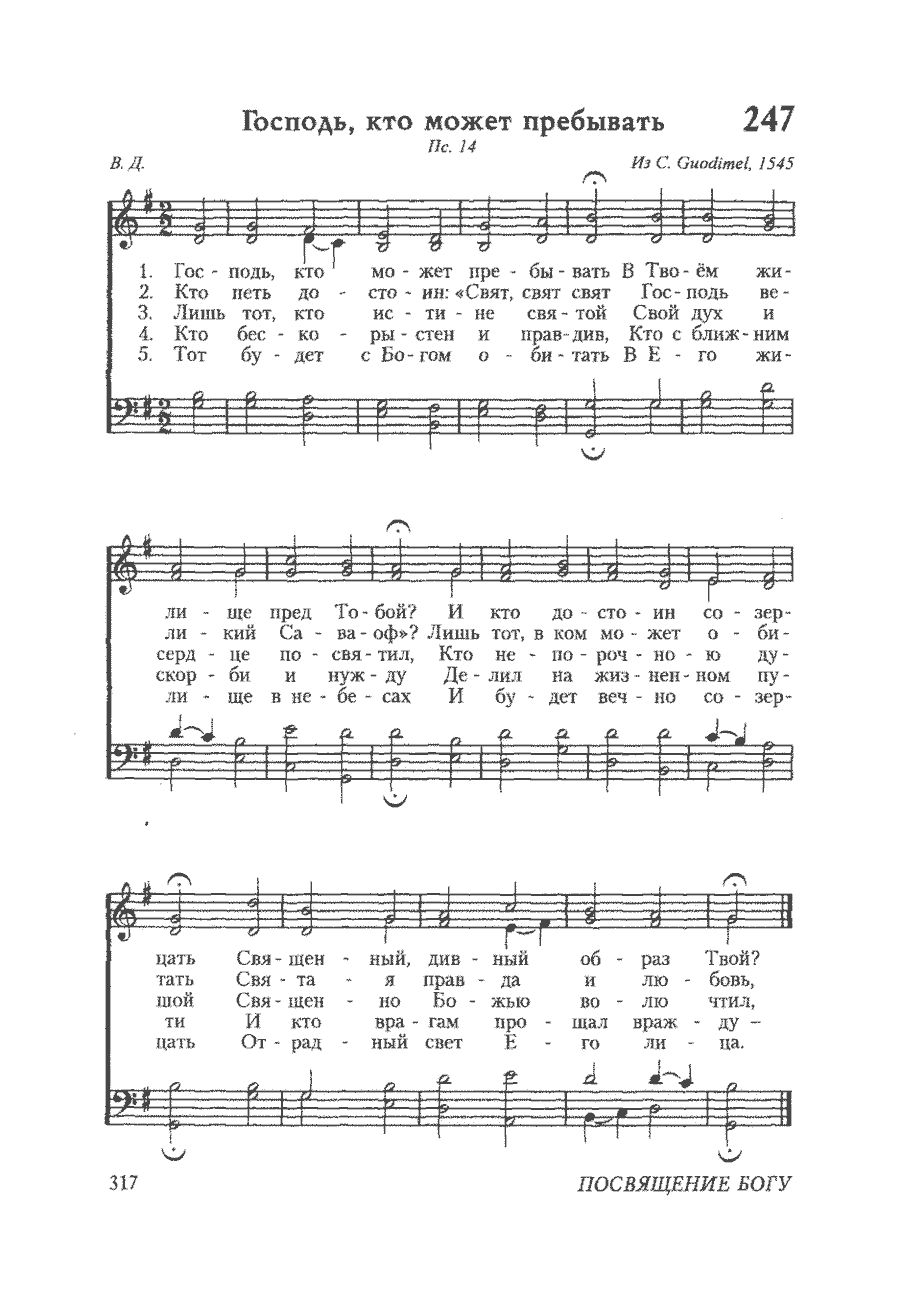 Господь, кто может пребывать 247
Пс. 14
В. Д. Из C. Guodimel, 1545
1. Гос - подь, кто мо - жет пре - бы - вать В Тво - ём жи -
2. Кто петь до - сто - ин: «Свят, свят свят Гос - подь ве -
3. Лишь тот, кто ис - ти - не свя - той Свой дух и
4. Кто бес - ко - ры - стен и прав - див, Кто с ближ - ним
5. Тот бу - дет с Бо - гом о - би - тать В Е - го жи -
ли - ще пред То - бой? И кто до - сто - ин со - зер -
ли - кий Са - ва - оф»? Лишь тот, в ком мо - жет о - би -
серд - це по - свя - тил, Кто не - по - роч - но - ю ду -
скор - би и нуж - ду Де - лил на жиз - нен - ном пу -
ли - ще в не - бе - сах И бу - дет веч - но со - зер -
цать Свя - щен - ный, див - ный об - раз Твой?
тать Свя - та - я прав - да и лю - бовь,
шой Свя - щен - но Бо - жью во - лю чтил,
ти И кто вра - гам про - щал враж - ду –
цать От - рад - ный свет Е - го ли - ца.
317 ПОСВЯЩЕНИЕ БОГУ